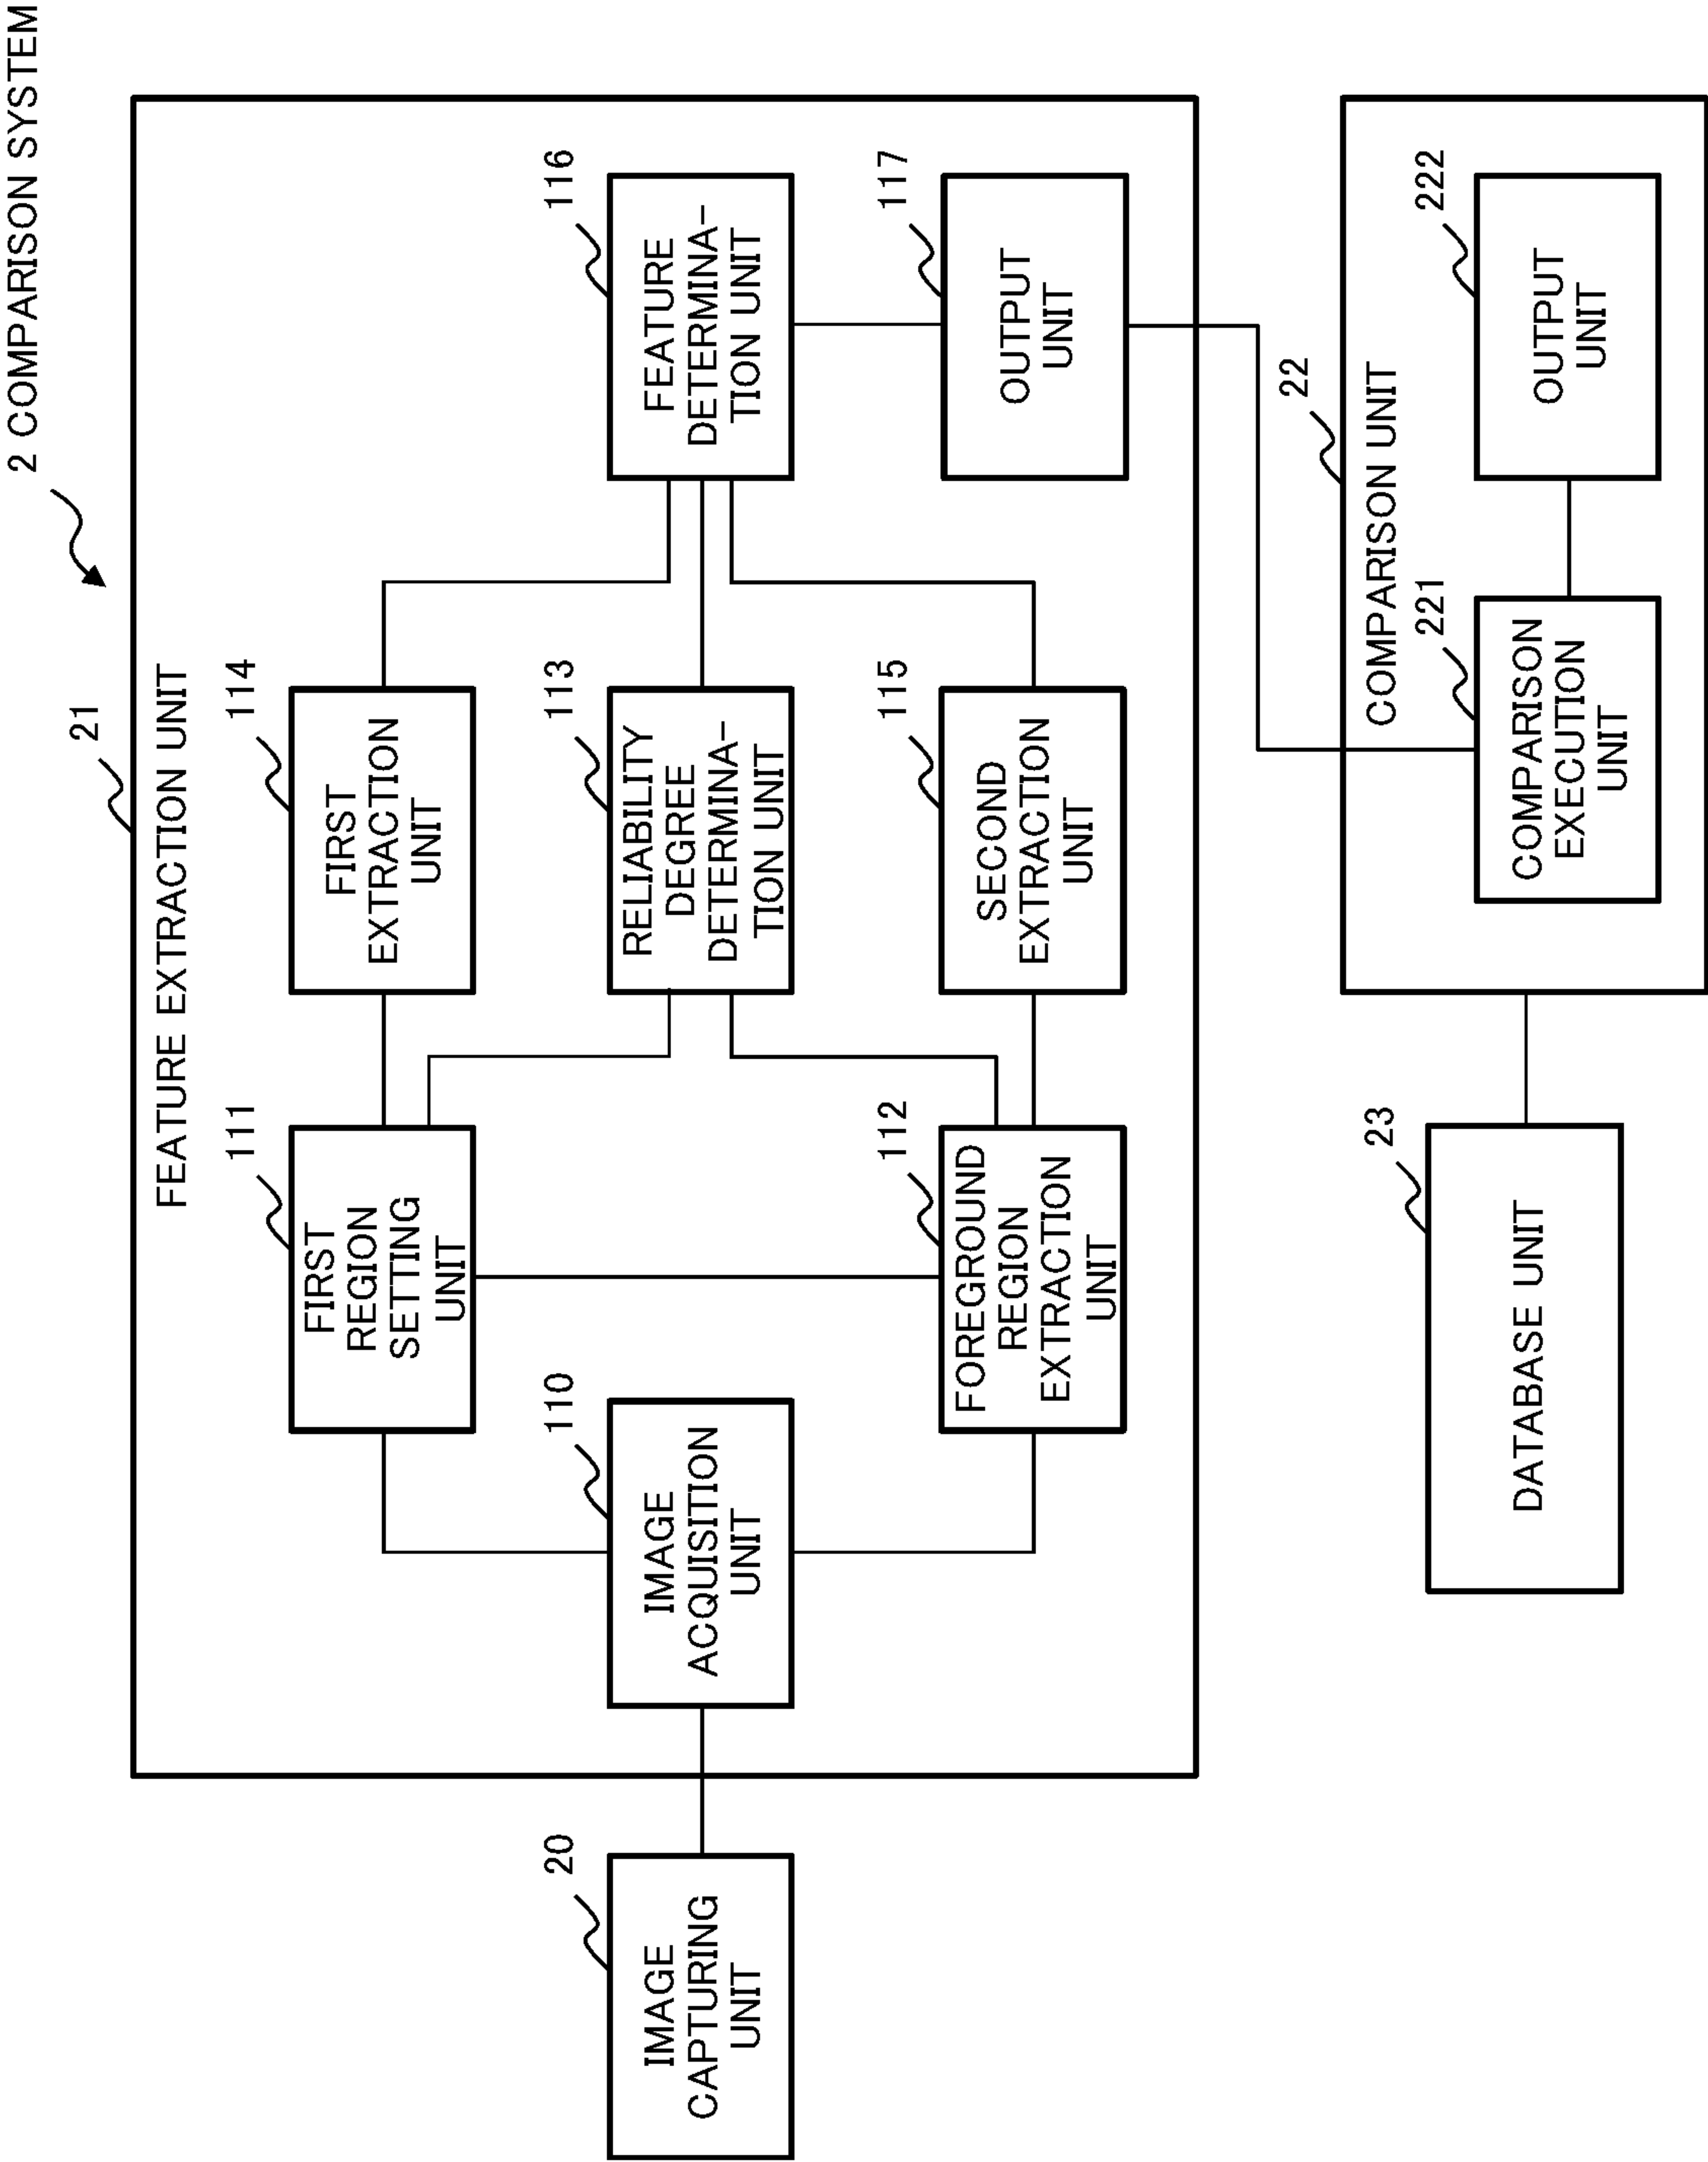 2 COMPARISON SYSTEM
21
FEATURE EXTRACTION UNIT
111
FIRST
REGION
SETTING
UNIT
114
FIRST
EXTRACTION
UNIT
20
IMAGE
CAPTURING
UNIT
110
IMAGE
ACQUISITION
UNIT
113
RELIABILITY
DEGREE
DETERMINA-
TION UNIT
116
FEATURE
DETERMINA-
TION UNIT
112
FOREGROUND
REGION
EXTRACTION
UNIT
115
SECOND
EXTRACTION
UNIT
117
OUTPUT
UNIT
22
COMPARISON UNIT
23
DATABASE UNIT
221
COMPARISON
EXECUTION
UNIT
222
OUTPUT
UNIT